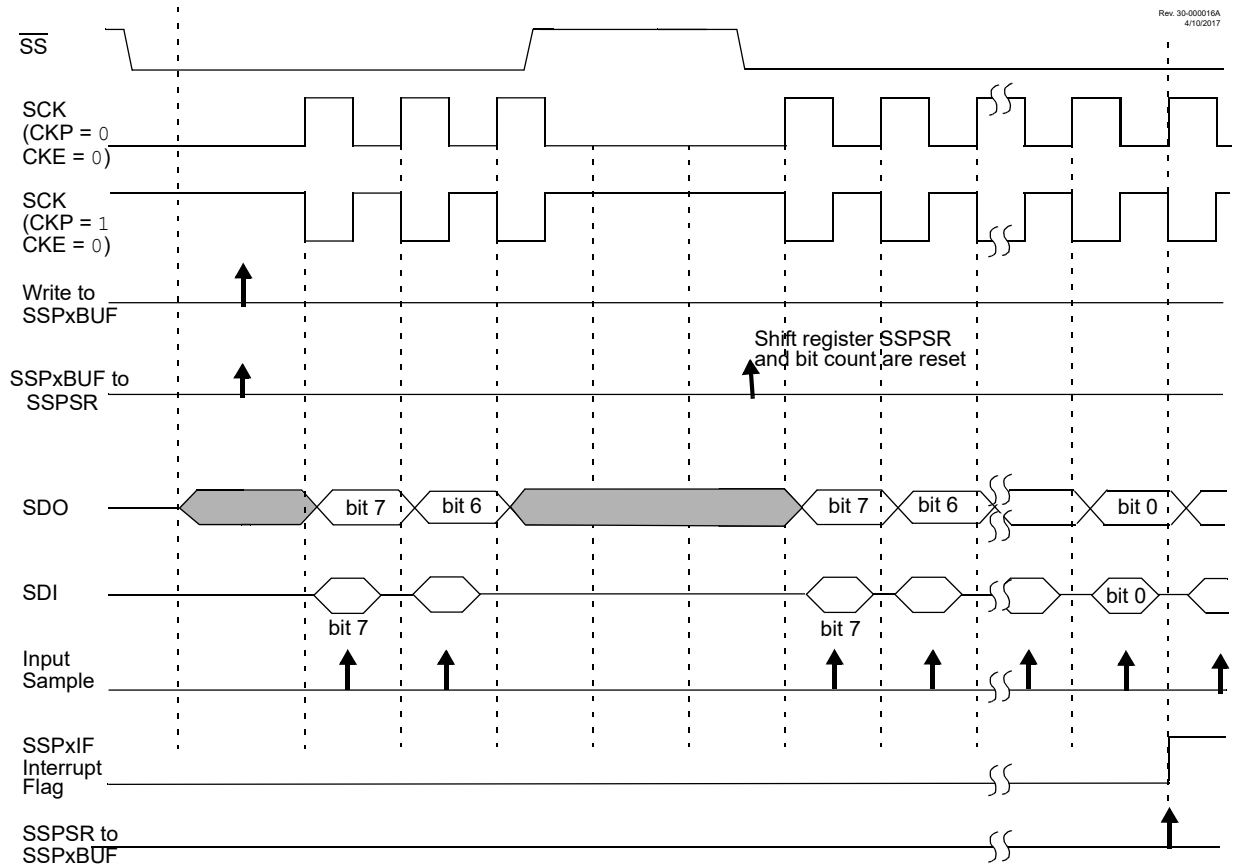 Rev. 30-000016A
4/10/2017
SS
SCK
(CKP = 0
CKE = 0)
SCK
(CKP = 1
CKE = 0)
Write to
SSPxBUF
Shift register SSPSR
and bit count are reset
SSPxBUF to
SSPSR
SDO
bit 7
bit 6
bit 7
bit 6
bit 0
SDI
bit 0
bit 7
bit 7
Input
Sample
SSPxIF
Interrupt
Flag
SSPSR to
SSPxBUF